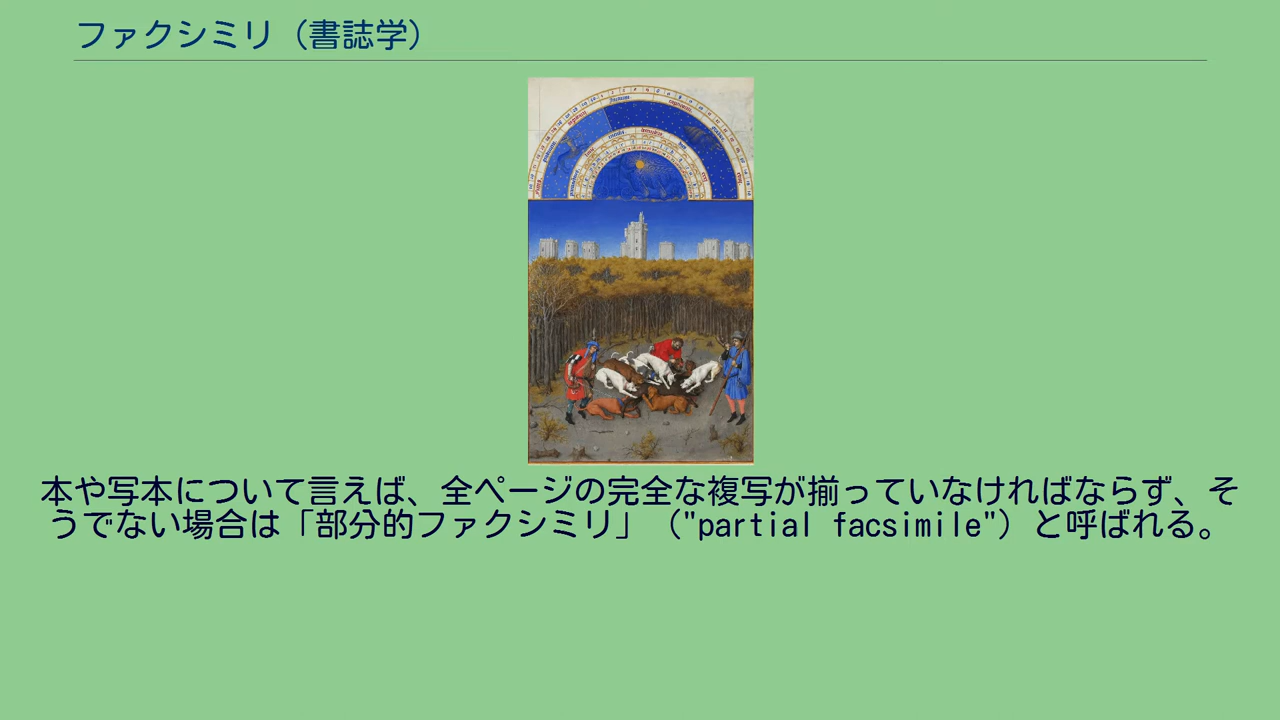 ファクシミリ（書誌学）
本や写本について言えば、全ページの完全な複写が揃っていなければならず、そ
うでない場合は「部分的ファクシミリ」（"partial facsimile"）と呼ばれる。